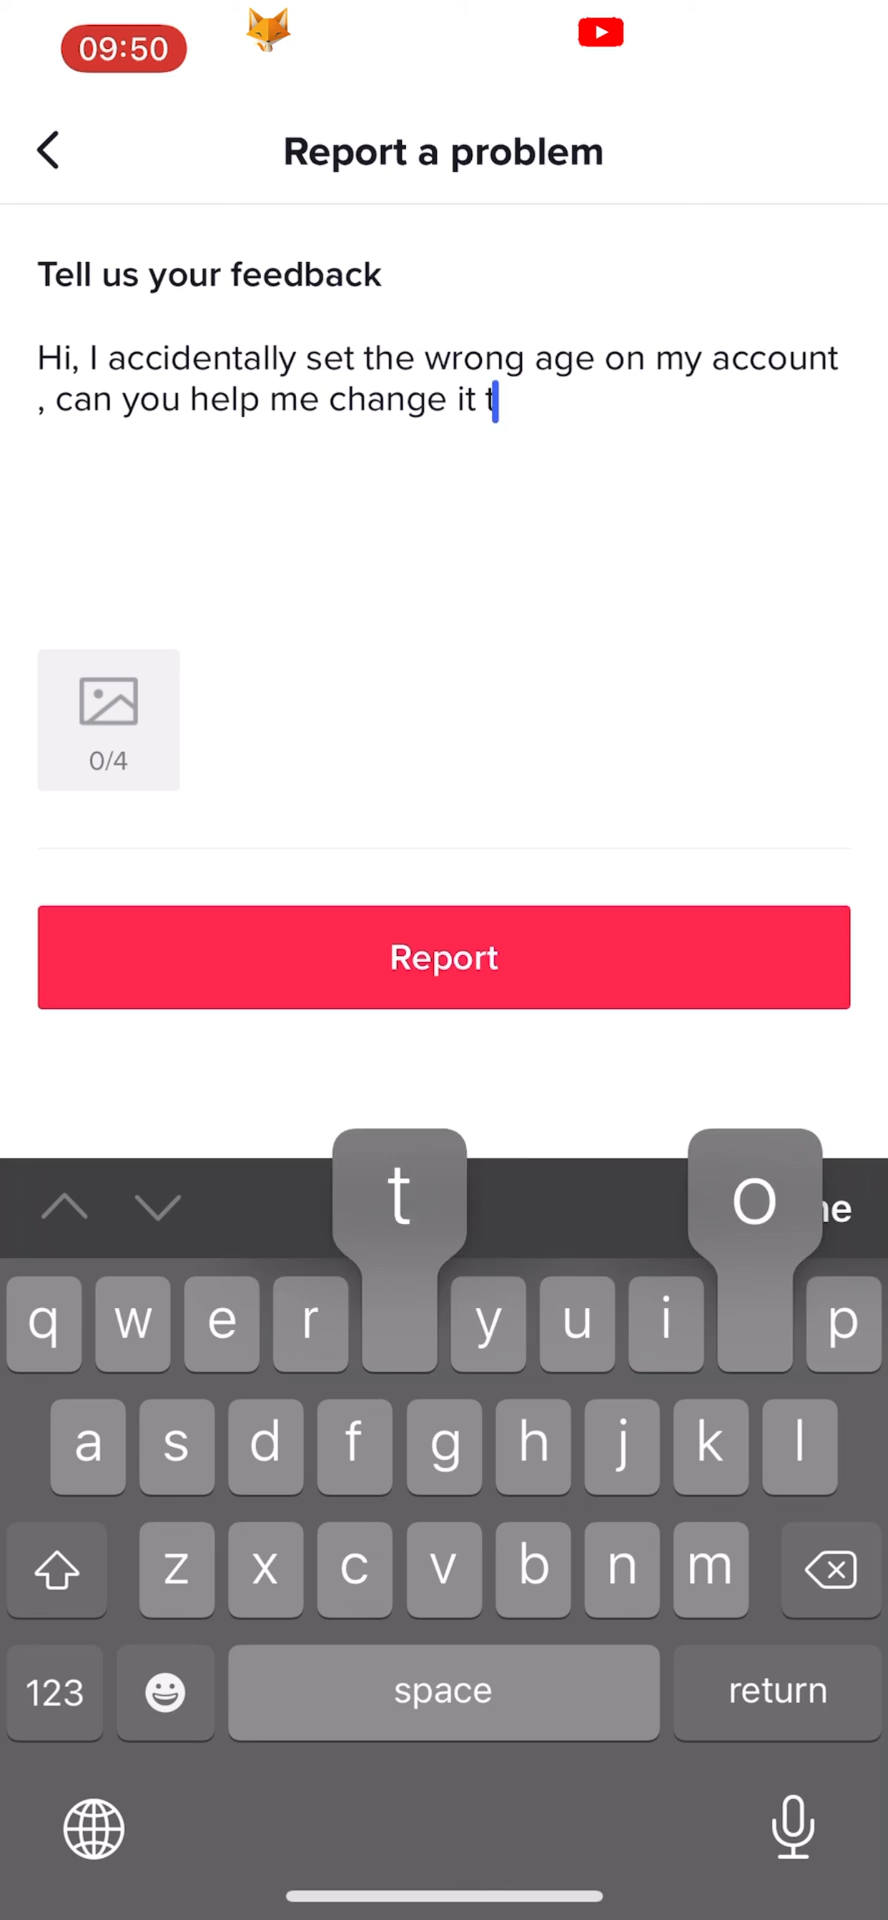 09:50
Report a problem
Tell us your feedback
Hi, I accidentally set the wrong age on my account
, can you help me change it t
0/4
Report
t
o
q w e r y u i p
a s d f g h j k l
z x c v b n m
123
space
return